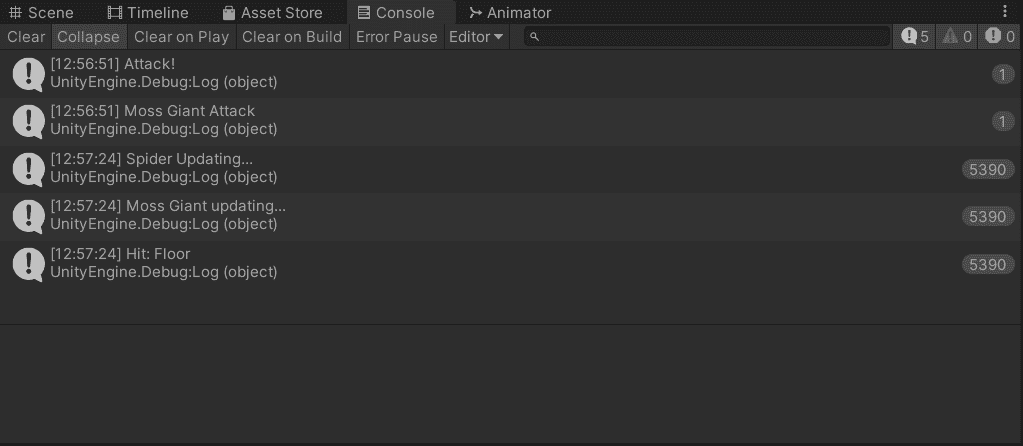 Scene Timeline Asset Store Console Animator
Clear Collapse Clear on Play Clear on Build Error Pause Editor 5 0 0
[12:56:51] Attack!
UnityEngine.Debug:Log (object)
1
[12:56:51] Moss Giant Attack
UnityEngine.Debug:Log (object)
1
[12:57:24] Spider Updating...
UnityEngine.Debug:Log (object)
5390
[12:57:24] Moss Giant updating...
UnityEngine.Debug:Log (object)
5390
[12:57:24] Hit: Floor
UnityEngine.Debug:Log (object)
5390